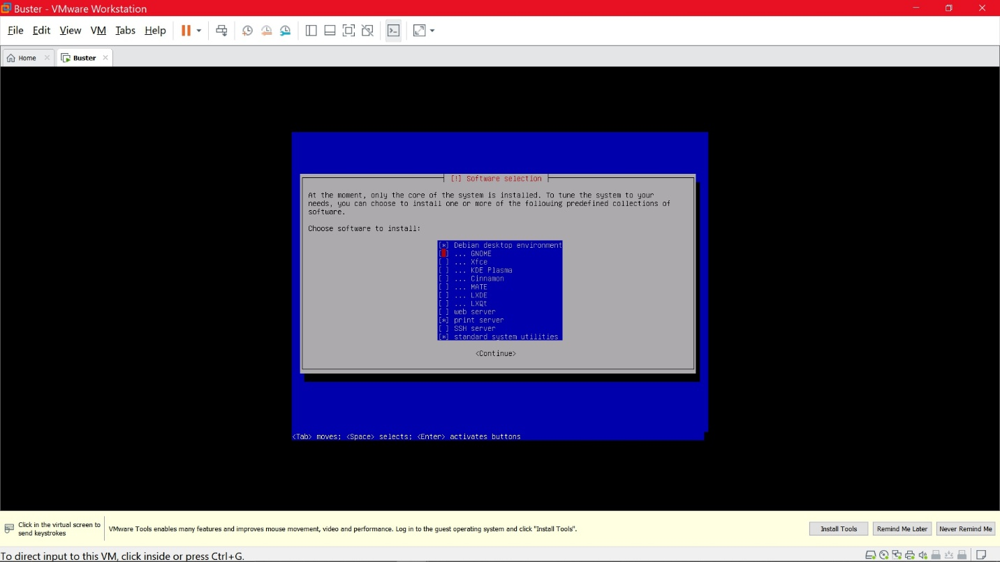 Buster - VMware Workstation
File Edit View VM Tabs Help
Home Buster
[!] Software selection
At the moment, only the core of the system is installed. To tune the system to your
needs, you can choose to install one or more of the following predefined collections of
software.
Choose software to install:
[*] Debian desktop environment
[ ] ... GNOME
[ ] ... Xfce
[ ] ... KDE Plasma
[ ] ... Cinnamon
[ ] ... MATE
[ ] ... LXDE
[ ] ... LXQt
[ ] web server
[*] print server
[ ] SSH server
[*] standard system utilities
<Continue>
<Tab> moves; <Space> selects; <Enter> activates buttons
Click in the virtual screen to
send keystrokes
VMware Tools enables many features and improves mouse movement, video and performance. Log in to the guest operating system and click "Install Tools".
Install Tools Remind Me Later Never Remind Me
To direct input to this VM, click inside or press Ctrl+G.